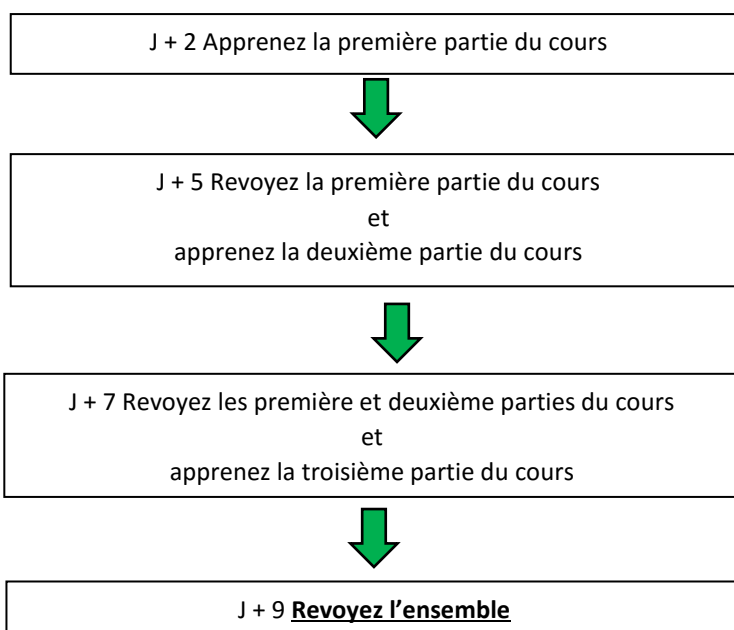 J + 2 Apprenez la première partie du cours
J + 5 Revoyez la première partie du cours
et
apprenez la deuxième partie du cours
J + 7 Revoyez les première et deuxième parties du cours
et
apprenez la troisième partie du cours
J + 9 Revoyez l’ensemble